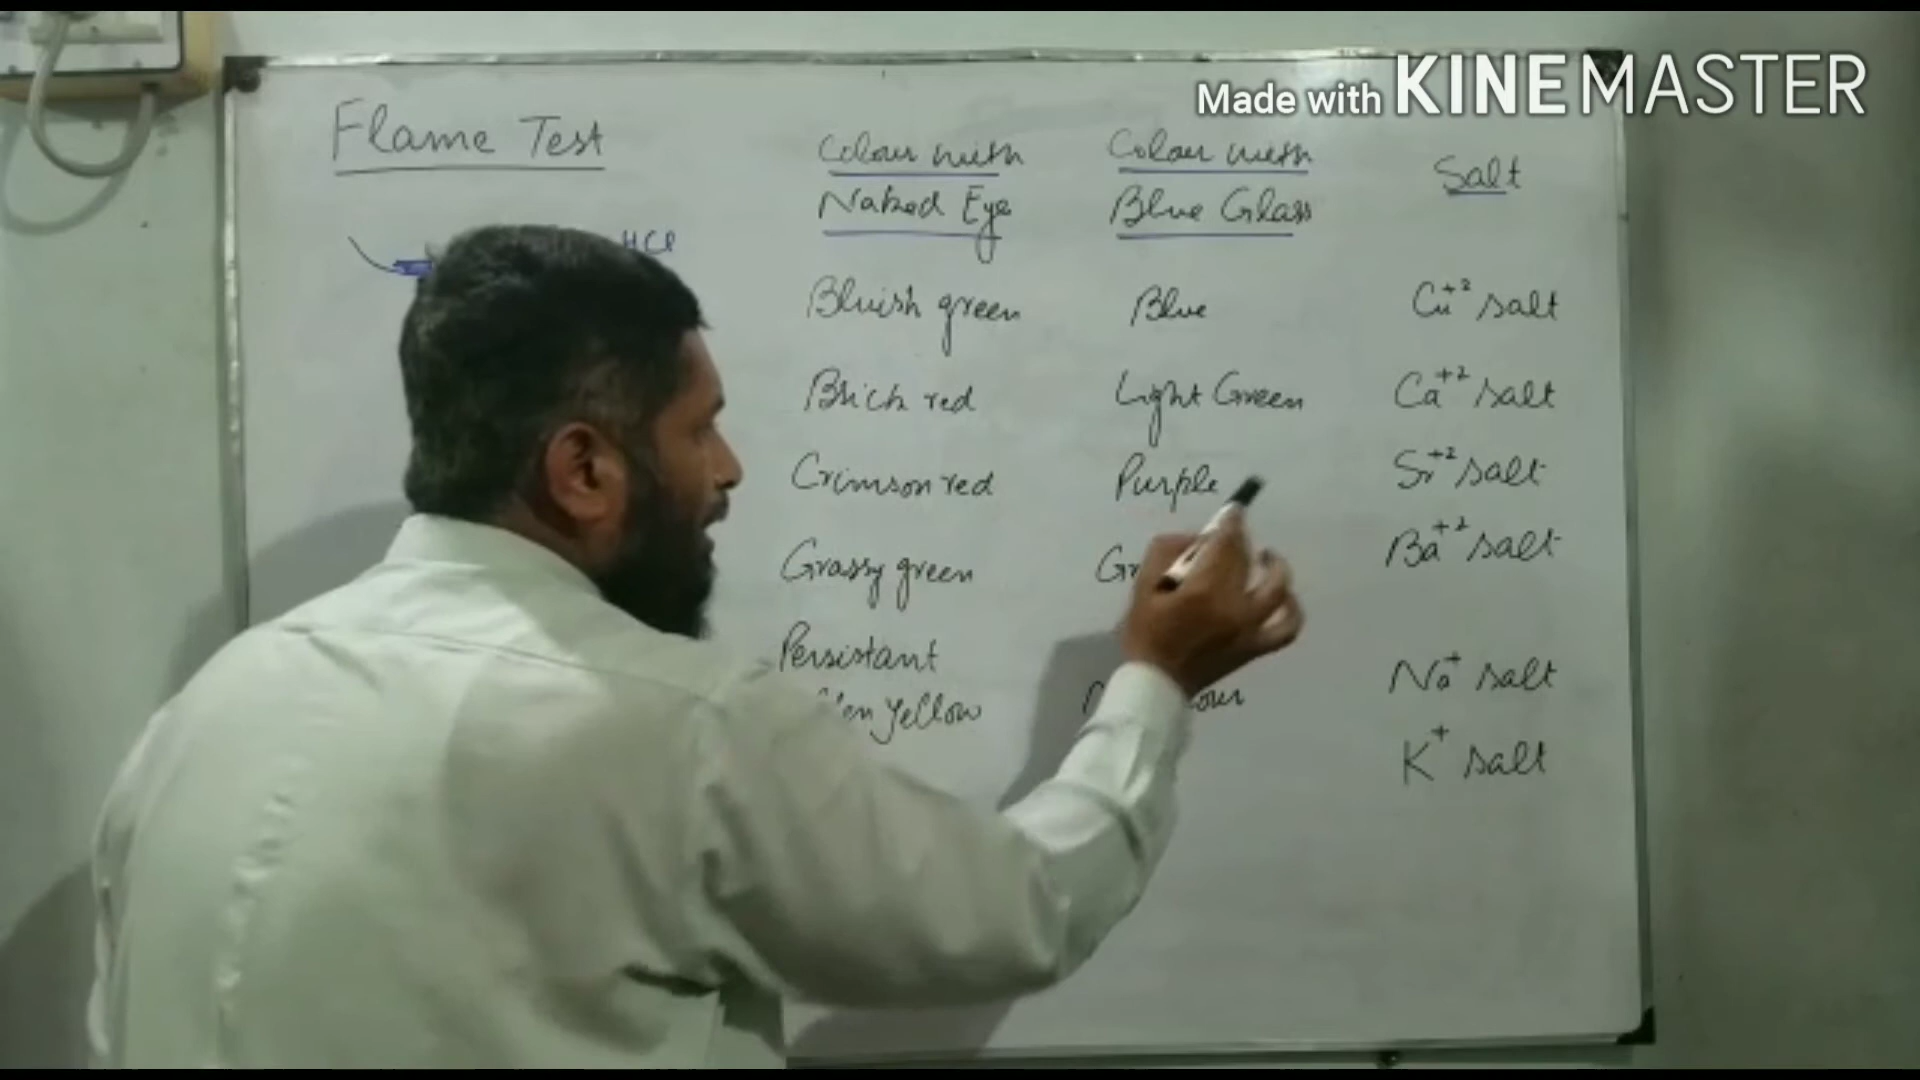 Made with KINEMASTER
Flame Test
HCl
Colour with
Naked Eye
Colour with
Blue Glass
Salt
Bluish green
Blue
Cu+2 salt
Brick red
Light Green
Ca+2 salt
Crimson red
Purple
Sr+2 salt
Grassy green
Ba+2 salt
Persistant
Yellow
Na+ salt
K+ salt